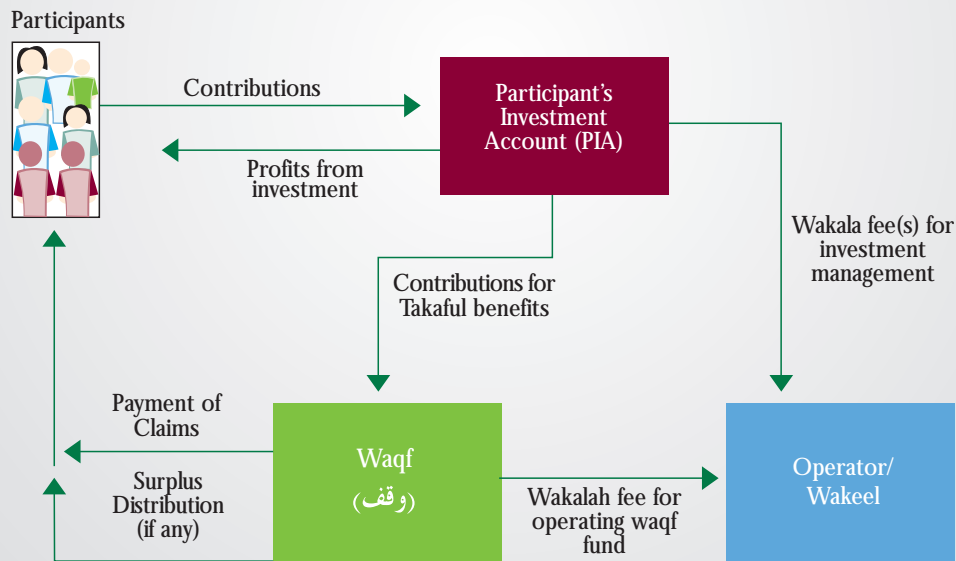 Participants
Contributions
Participant's
Investment
Account (PIA)
Profits from
investment
Wakala fee(s) for
investment
management
Contributions for
Takaful benefits
Payment of
Claims
Surplus
Distribution
(if any)
Waqf
(وقف)
Wakalah fee for
operating waqf
fund
Operator/
Wakeel